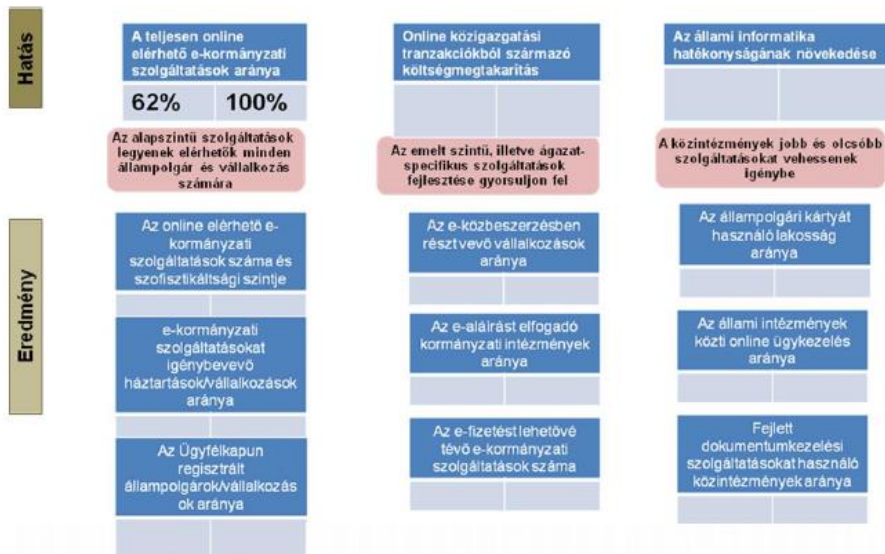 Hatás
A teljesen online
elérhető e-kormányzati
szolgáltatások aránya
62% 100%
Az alapszintű szolgáltatások
legyenek elérhetők minden
állampolgár és vállalkozás
számára
Online közigazgatási
tranzakciókból származó
költségmegtakarítás
Az emelt szintű, illetve ágazat-
specifikus szolgáltatások
fejlesztése gyorsuljon fel
Az állami informatika
hatékonyságának növekedése
A közintézmények jobb és olcsóbb
szolgáltatásokat vehessenek
igénybe
Eredmény
Az online elérhető e-
kormányzati
szolgáltatások száma és
szofisztikáltsági szintje
e-kormányzati
szolgáltatásokat
igénybevevő
háztartások/vállalkozások
aránya
Az Ügyfélkapun
regisztrált
állampolgárok/vállalkozás
ok aránya
Az e-közbeszerzésben
részt vevő vállalkozások
aránya
Az e-aláírást elfogadó
kormányzati intézmények
aránya
Az e-fizetést lehetővé
tévő e-kormányzati
szolgáltatások száma
Az állampolgári kártyát
használó lakosság
aránya
Az állami intézmények
közti online ügykezelés
aránya
Fejlett
dokumentumkezelési
szolgáltatásokat használó
közintézmények aránya